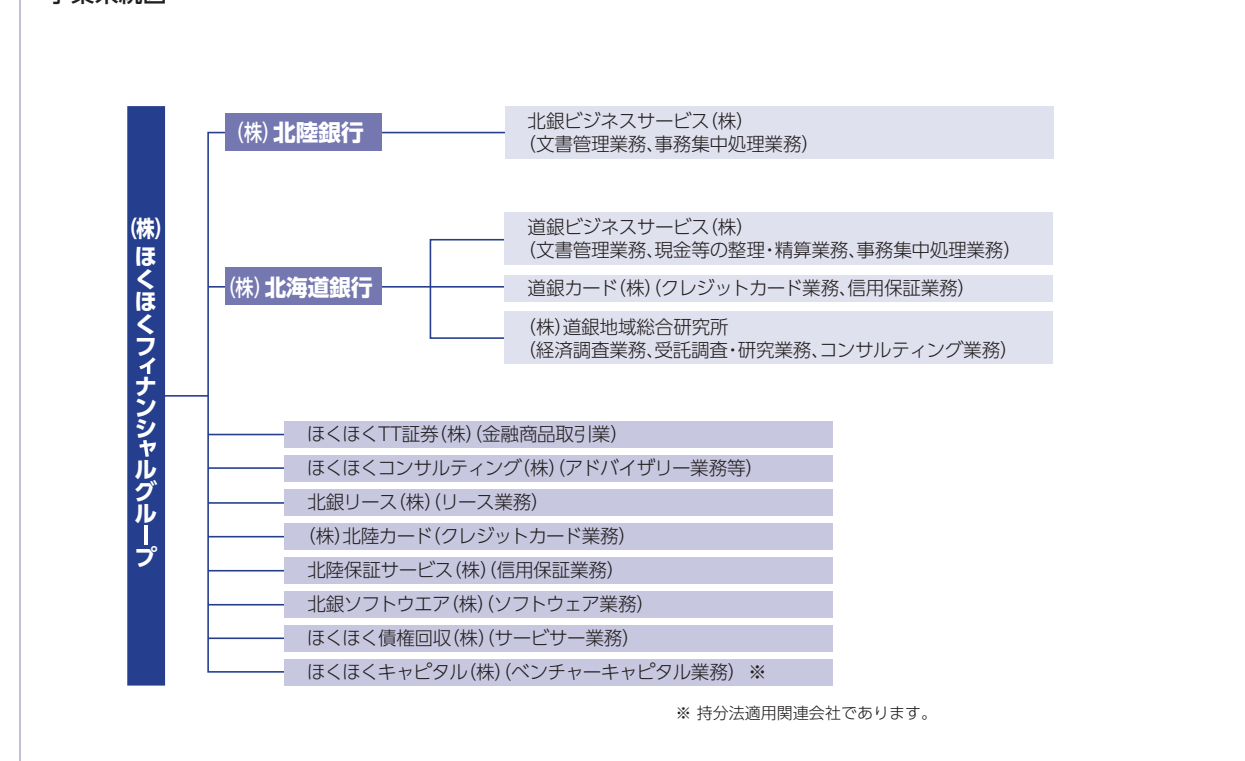 (株)ほくほくフィナンシャルグループ
(株)北陸銀行
北銀ビジネスサービス(株)
(文書管理業務、事務集中処理業務)
(株)北海道銀行
道銀ビジネスサービス(株)
(文書管理業務、現金等の整理・精算業務、事務集中処理業務)
道銀カード(株)(クレジットカード業務、信用保証業務)
(株)道銀地域総合研究所
(経済調査業務、受託調査・研究業務、コンサルティング業務)
ほくほくTT証券(株)(金融商品取引業)
ほくほくコンサルティング(株)(アドバイザリー業務等)
北銀リース(株)(リース業務)
(株)北陸カード(クレジットカード業務)
北陸保証サービス(株)(信用保証業務)
北銀ソフトウエア(株)(ソフトウェア業務)
ほくほく債権回収(株)(サービサー業務)
ほくほくキャピタル(株)(ベンチャーキャピタル業務) ※
※ 持分法適用関連会社であります。